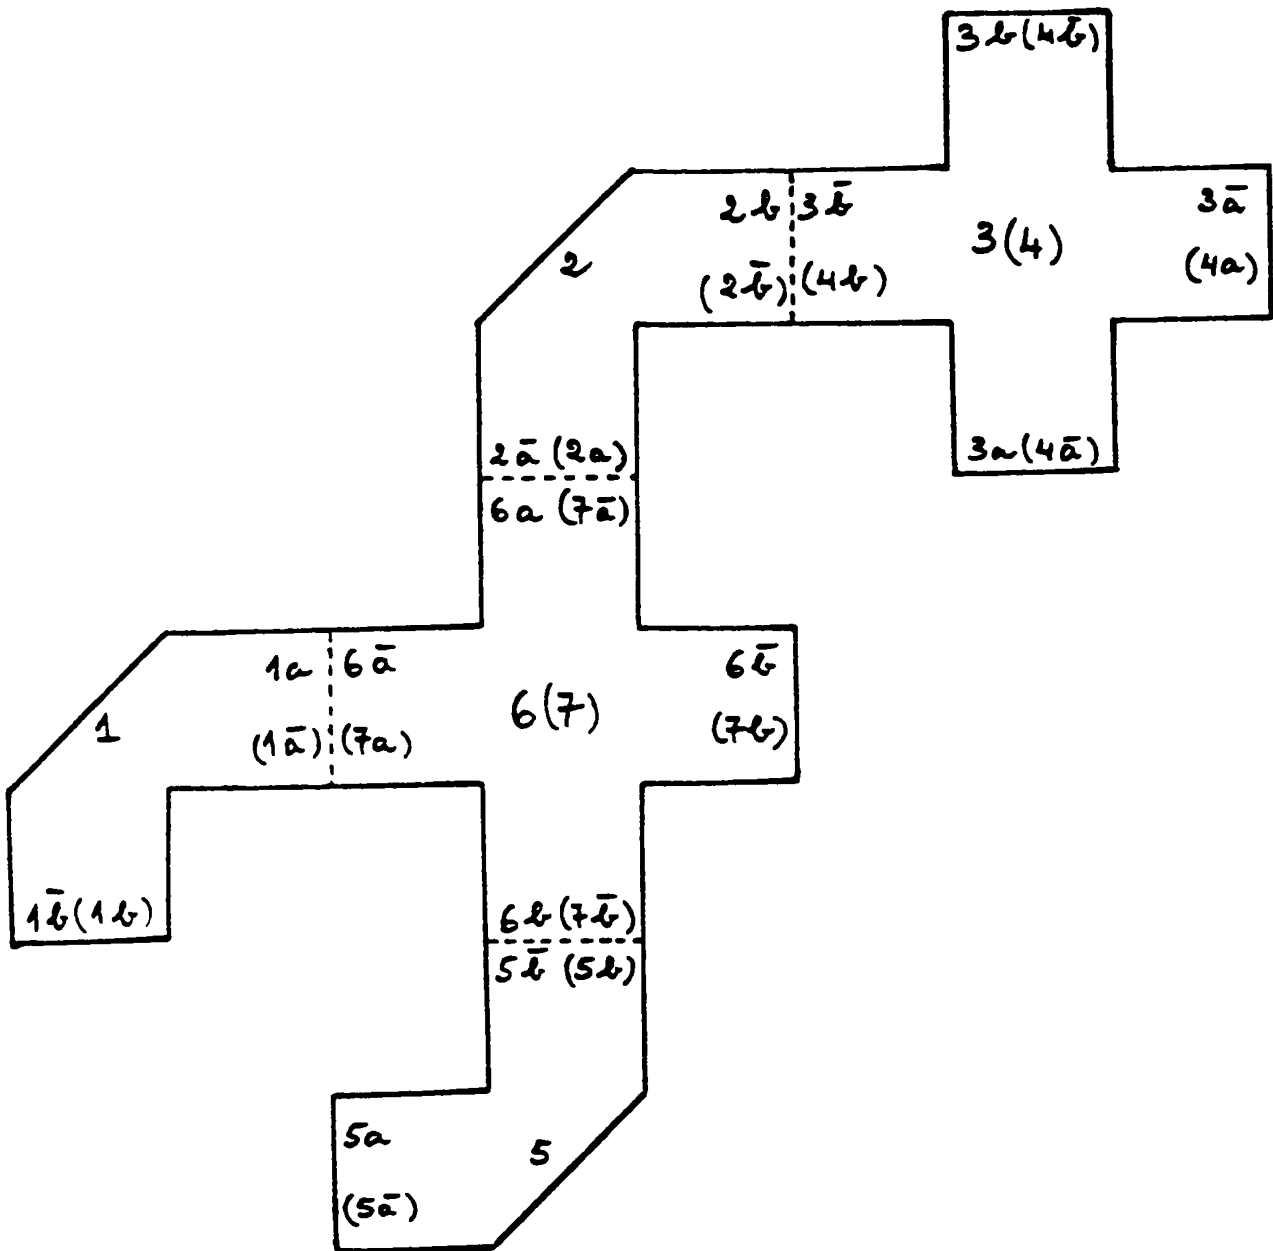 3b(4b̄)
2b 3b̄
3ā
3(4)
2
(4a)
(2b̄) (4b)
2ā (2a)
3a(4ā)
6a (7ā)
1a 6ā
6b̄
6(7)
1
(1ā) (7a)
(7b)
1b̄(1b)
6b (7b̄)
5b̄ (5b)
5a
5
(5ā)